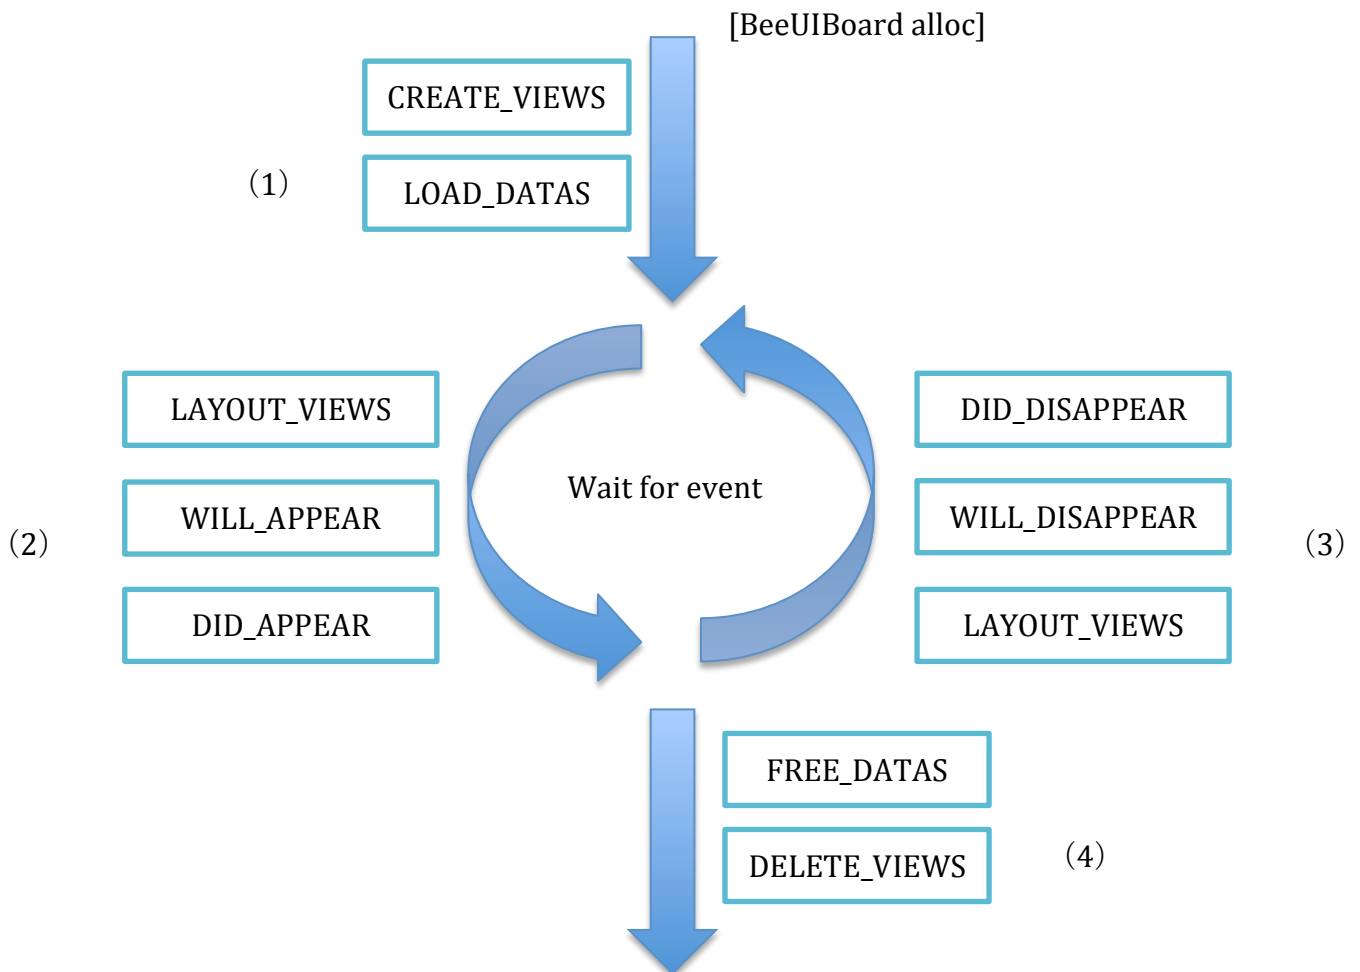 [BeeUIBoard alloc]
CREATE_VIEWS
（1）
LOAD_DATAS
LAYOUT_VIEWS
DID_DISAPPEAR
Wait for event
WILL_APPEAR
WILL_DISAPPEAR
（2）
（3）
DID_APPEAR
LAYOUT_VIEWS
FREE_DATAS
DELETE_VIEWS
（4）